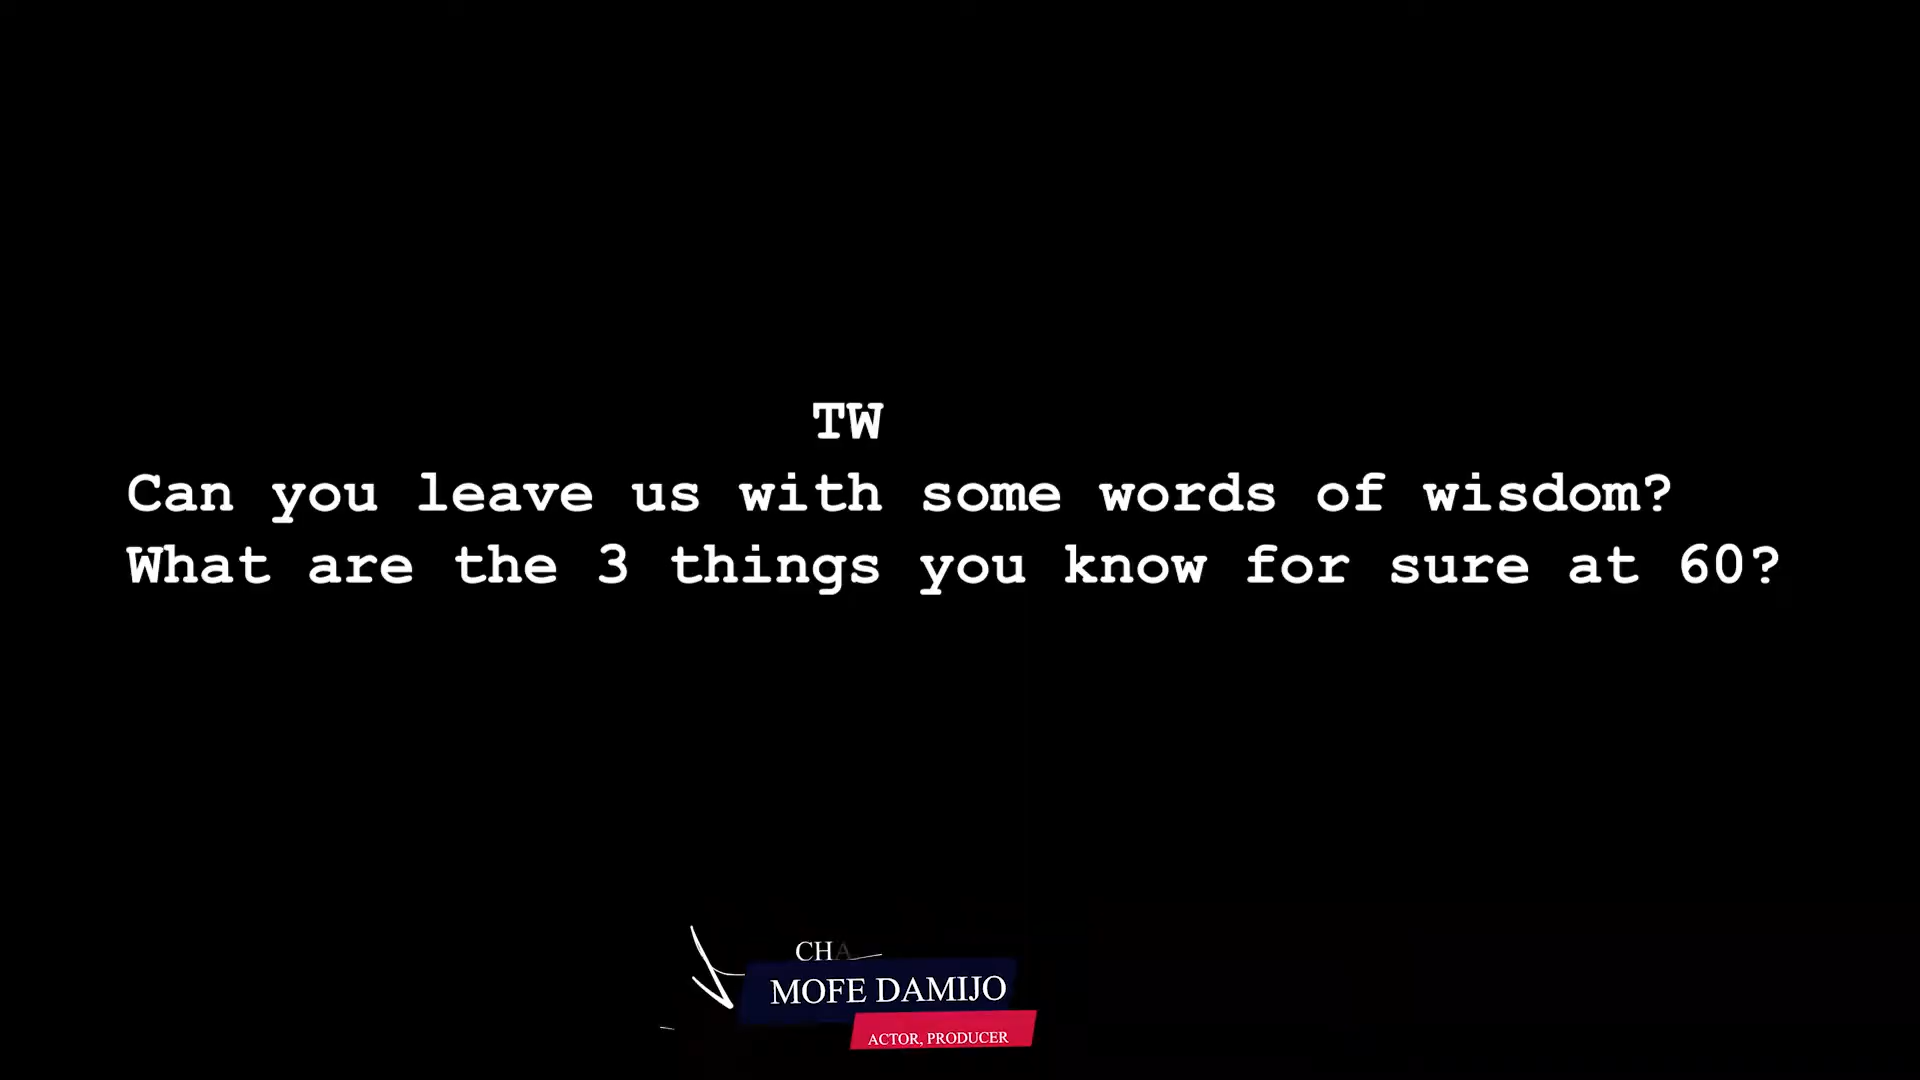 TW
Can you leave us with some words of wisdom?
What are the 3 things you know for sure at 60?
CHA
MOFE DAMIJO
ACTOR, PRODUCER